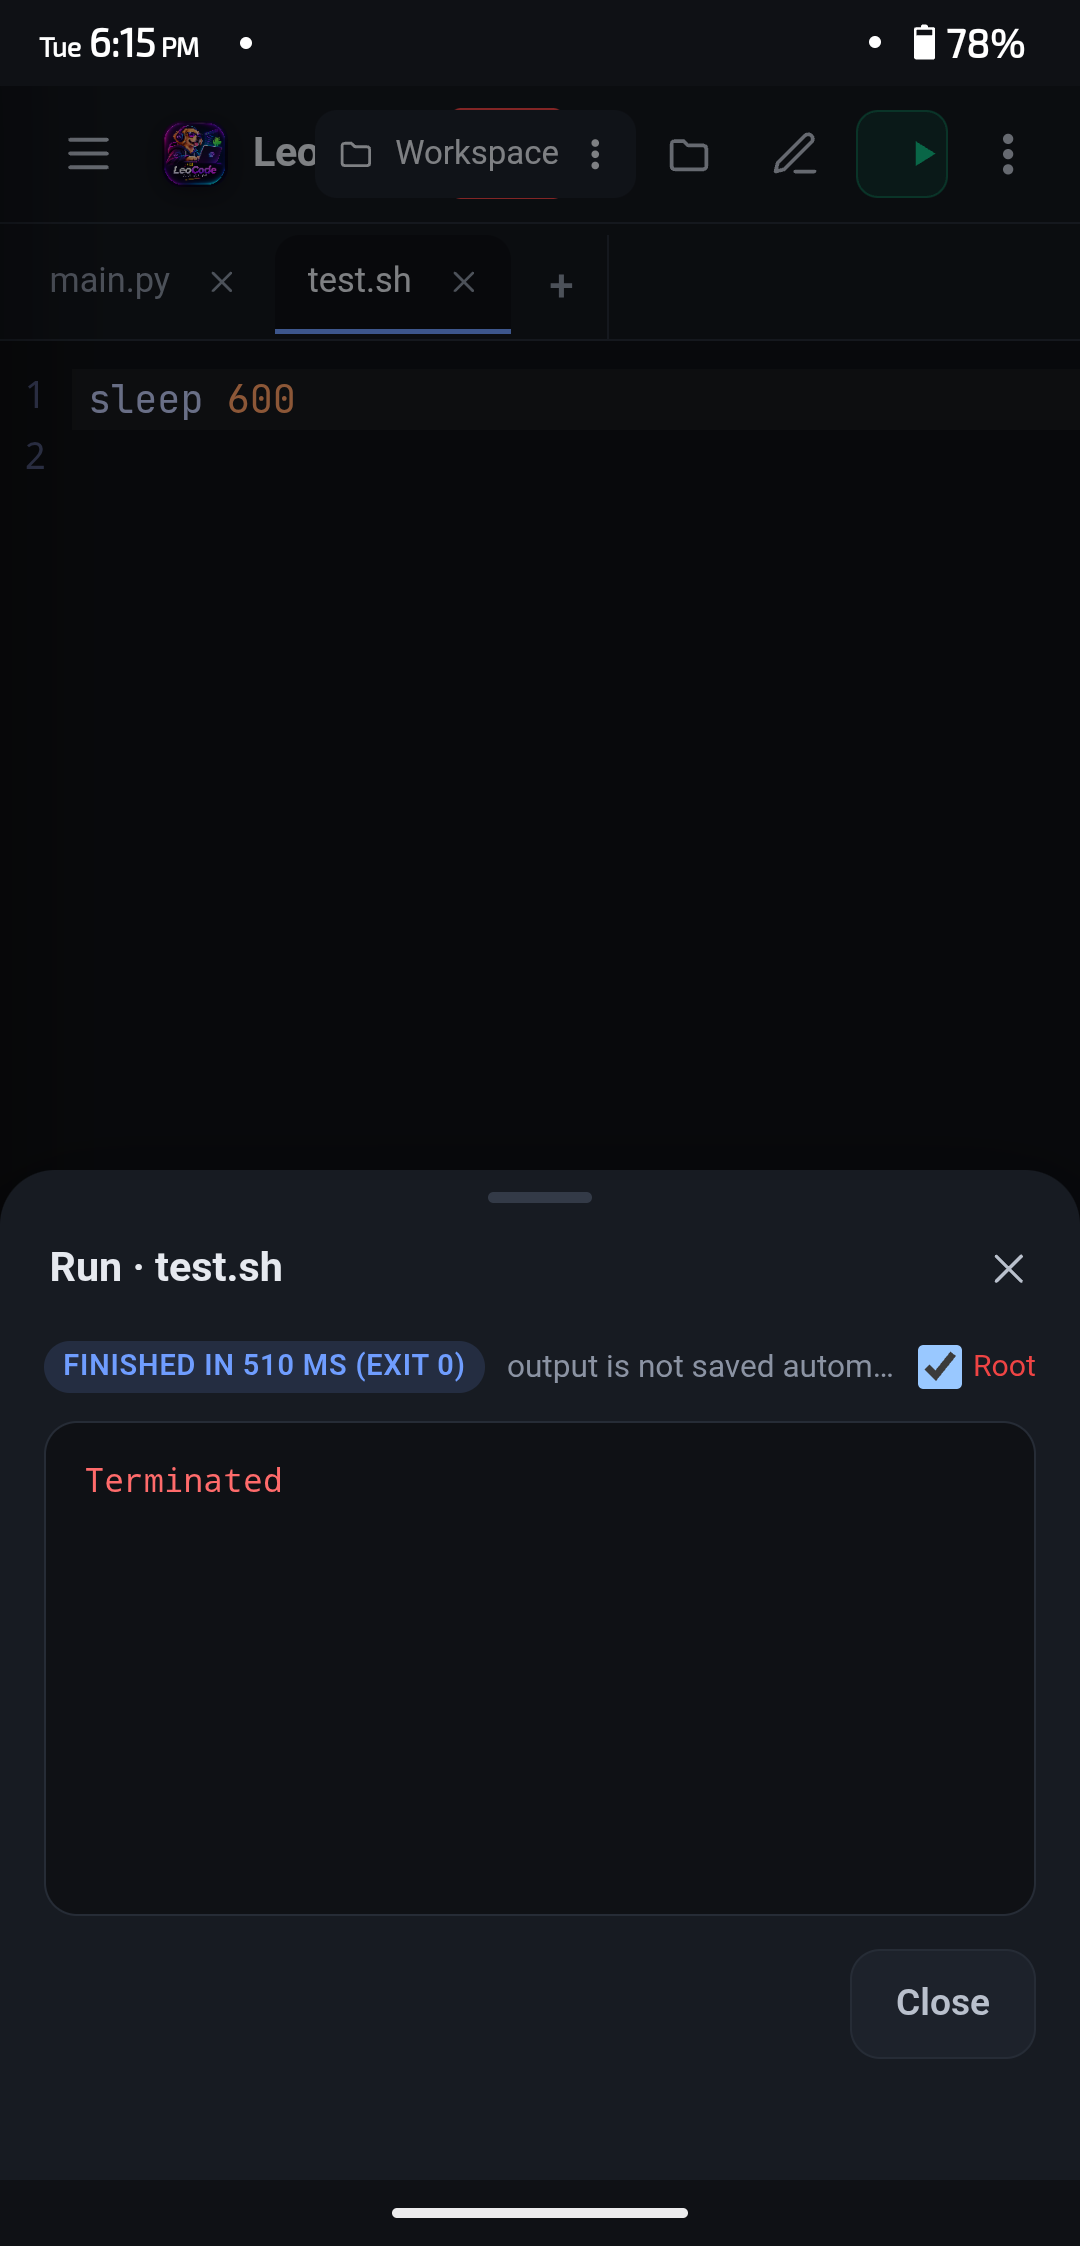 Tue 6:15 PM
78%
LeoCode
Leo
Workspace
main.py
test.sh
+
1 sleep 600
2
Run · test.sh
FINISHED IN 510 MS (EXIT 0)
output is not saved autom...
Root
Terminated
Close